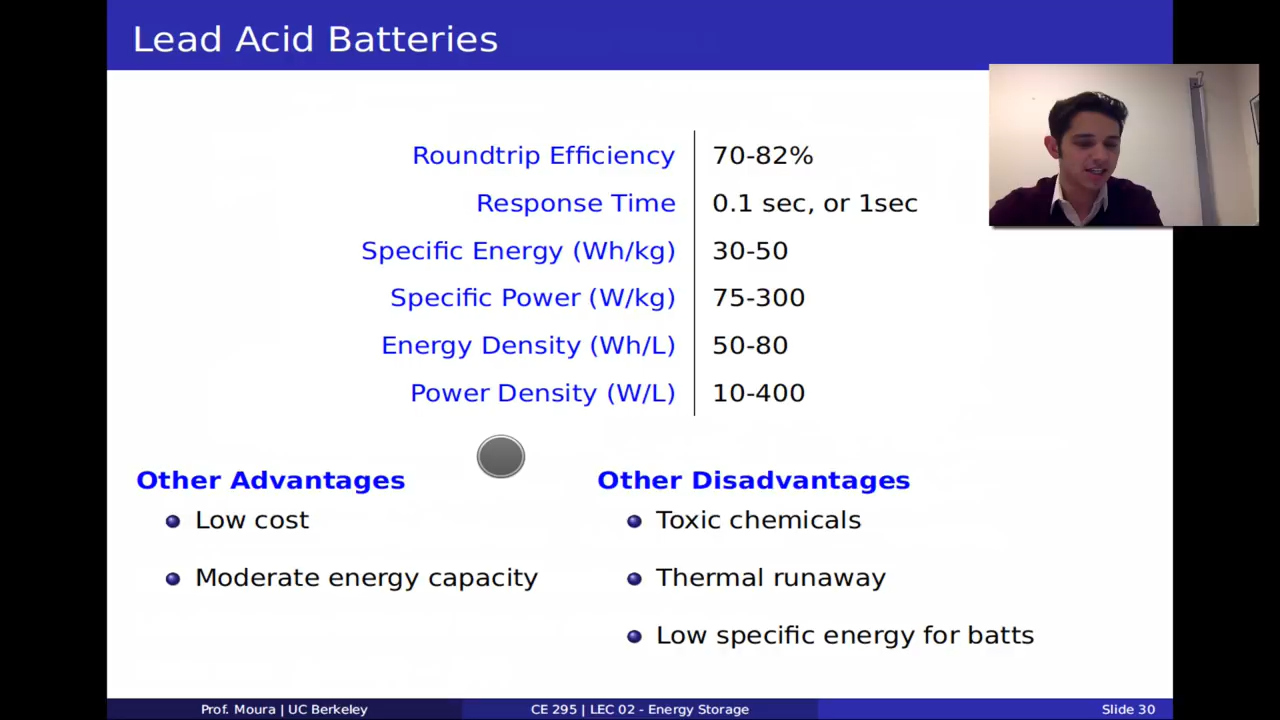 Lead Acid Batteries
Roundtrip Efficiency 70-82%
Response Time 0.1 sec, or 1sec
Specific Energy (Wh/kg) 30-50
Specific Power (W/kg) 75-300
Energy Density (Wh/L) 50-80
Power Density (W/L) 10-400
Other Advantages
Low cost
Moderate energy capacity
Other Disadvantages
Toxic chemicals
Thermal runaway
Low specific energy for batts
Prof. Moura | UC Berkeley CE 295 | LEC 02 - Energy Storage Slide 30